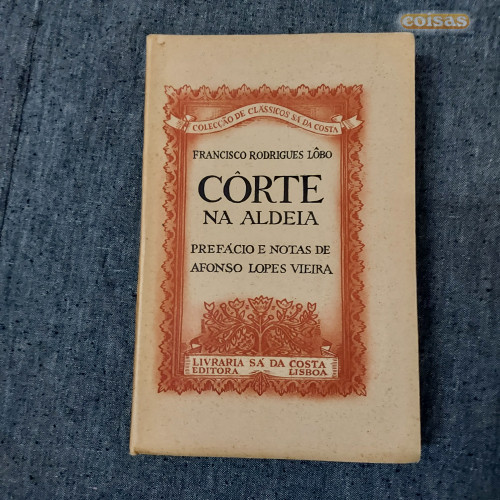 coisas
COLECÇÃO DE CLÁSSICOS SÁ DA COSTA
FRANCISCO RODRIGUES LÔBO
CÔRTE
NA ALDEIA
PREFÁCIO E NOTAS DE
AFONSO LOPES VIEIRA
LIVRARIA SÁ DA COSTA
EDITORA LISBOA